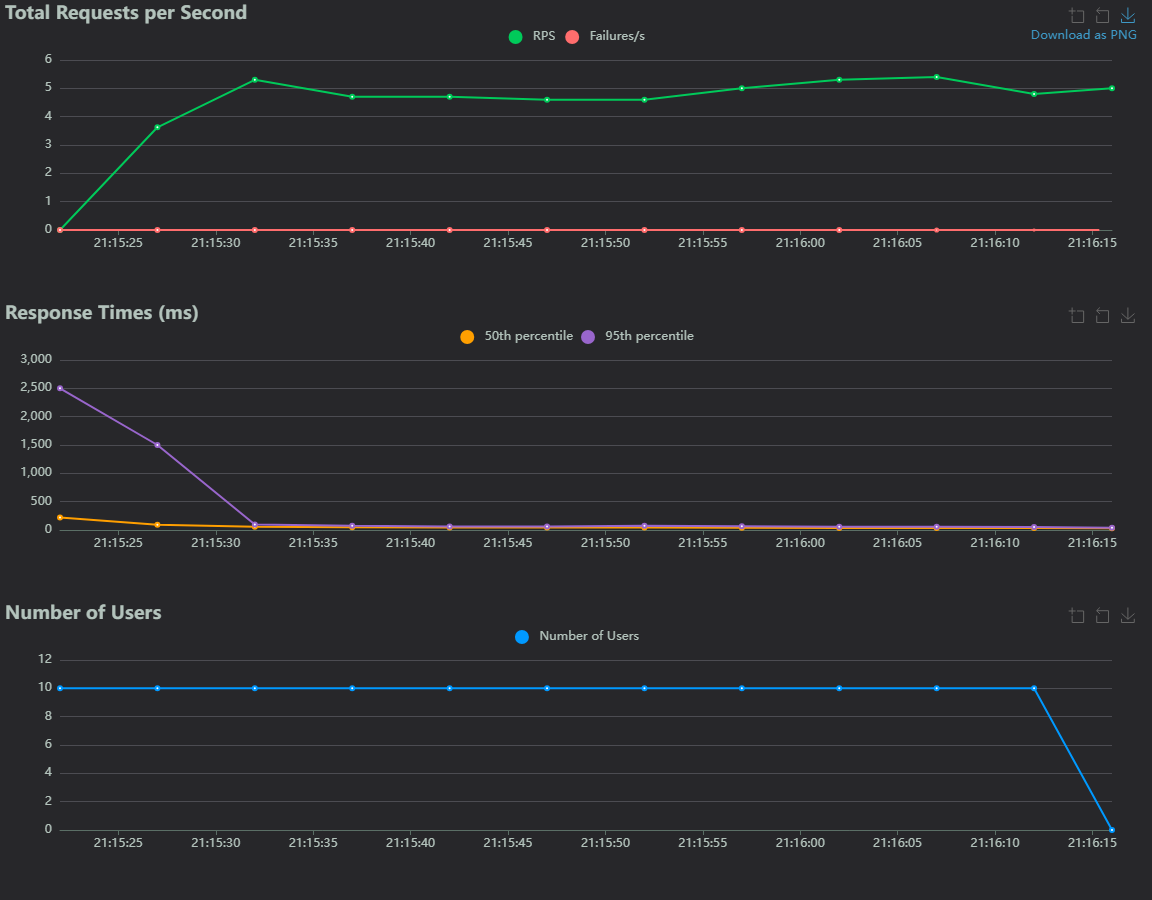 Total Requests per Second
Download as PNG
RPS Failures/s
6
5
4
3
2
1
0
21:15:25 21:15:30 21:15:35 21:15:40 21:15:45 21:15:50 21:15:55 21:16:00 21:16:05 21:16:10 21:16:15
Response Times (ms)
50th percentile 95th percentile
3,000
2,500
2,000
1,500
1,000
500
0
21:15:25 21:15:30 21:15:35 21:15:40 21:15:45 21:15:50 21:15:55 21:16:00 21:16:05 21:16:10 21:16:15
Number of Users
Number of Users
12
10
8
6
4
2
0
21:15:25 21:15:30 21:15:35 21:15:40 21:15:45 21:15:50 21:15:55 21:16:00 21:16:05 21:16:10 21:16:15